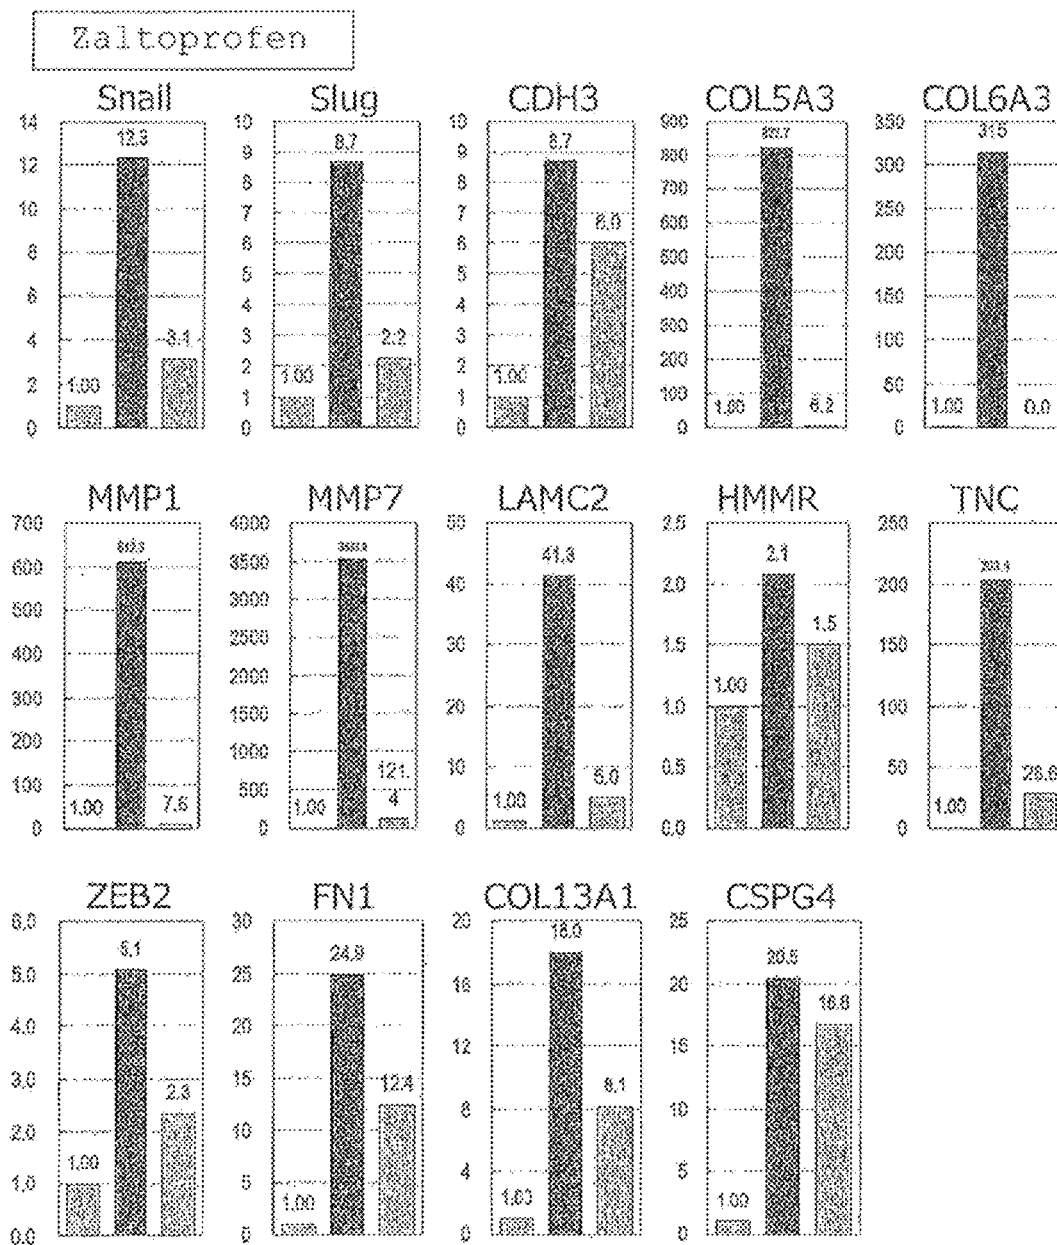 Zaltoprofen
Snail Slug CDH3 COL5A3 COL6A3
14 12 10 8 6 4 2 0 1.00 12.3 3.1
10 9 8 7 6 5 4 3 2 1 0 1.00 8.7 2.2
10 9 8 7 6 5 4 3 2 1 0 1.00 8.7 6.0
900 800 700 600 500 400 300 200 100 0 1.00 6.2
350 300 250 200 150 100 50 0 1.00 315 0.0
MMP1 MMP7 LAMC2 HMMR TNC
700 600 500 400 300 200 100 0 1.00 7.6
4000 3500 3000 2500 2000 1500 1000 500 0 1.00 121.4
50 40 30 20 10 0 1.00 41.3 5.0
2.5 2.0 1.5 1.0 0.5 0.0 1.00 2.1 1.5
250 200 150 100 50 0 1.00 28.6
ZEB2 FN1 COL13A1 CSPG4
6.0 5.0 4.0 3.0 2.0 1.0 0.0 1.00 5.1 2.3
30 25 20 15 10 5 0 1.00 24.9 12.4
20 16 12 8 4 0 1.00 18.0 8.1
25 20 15 10 5 0 1.00 20.5 16.8